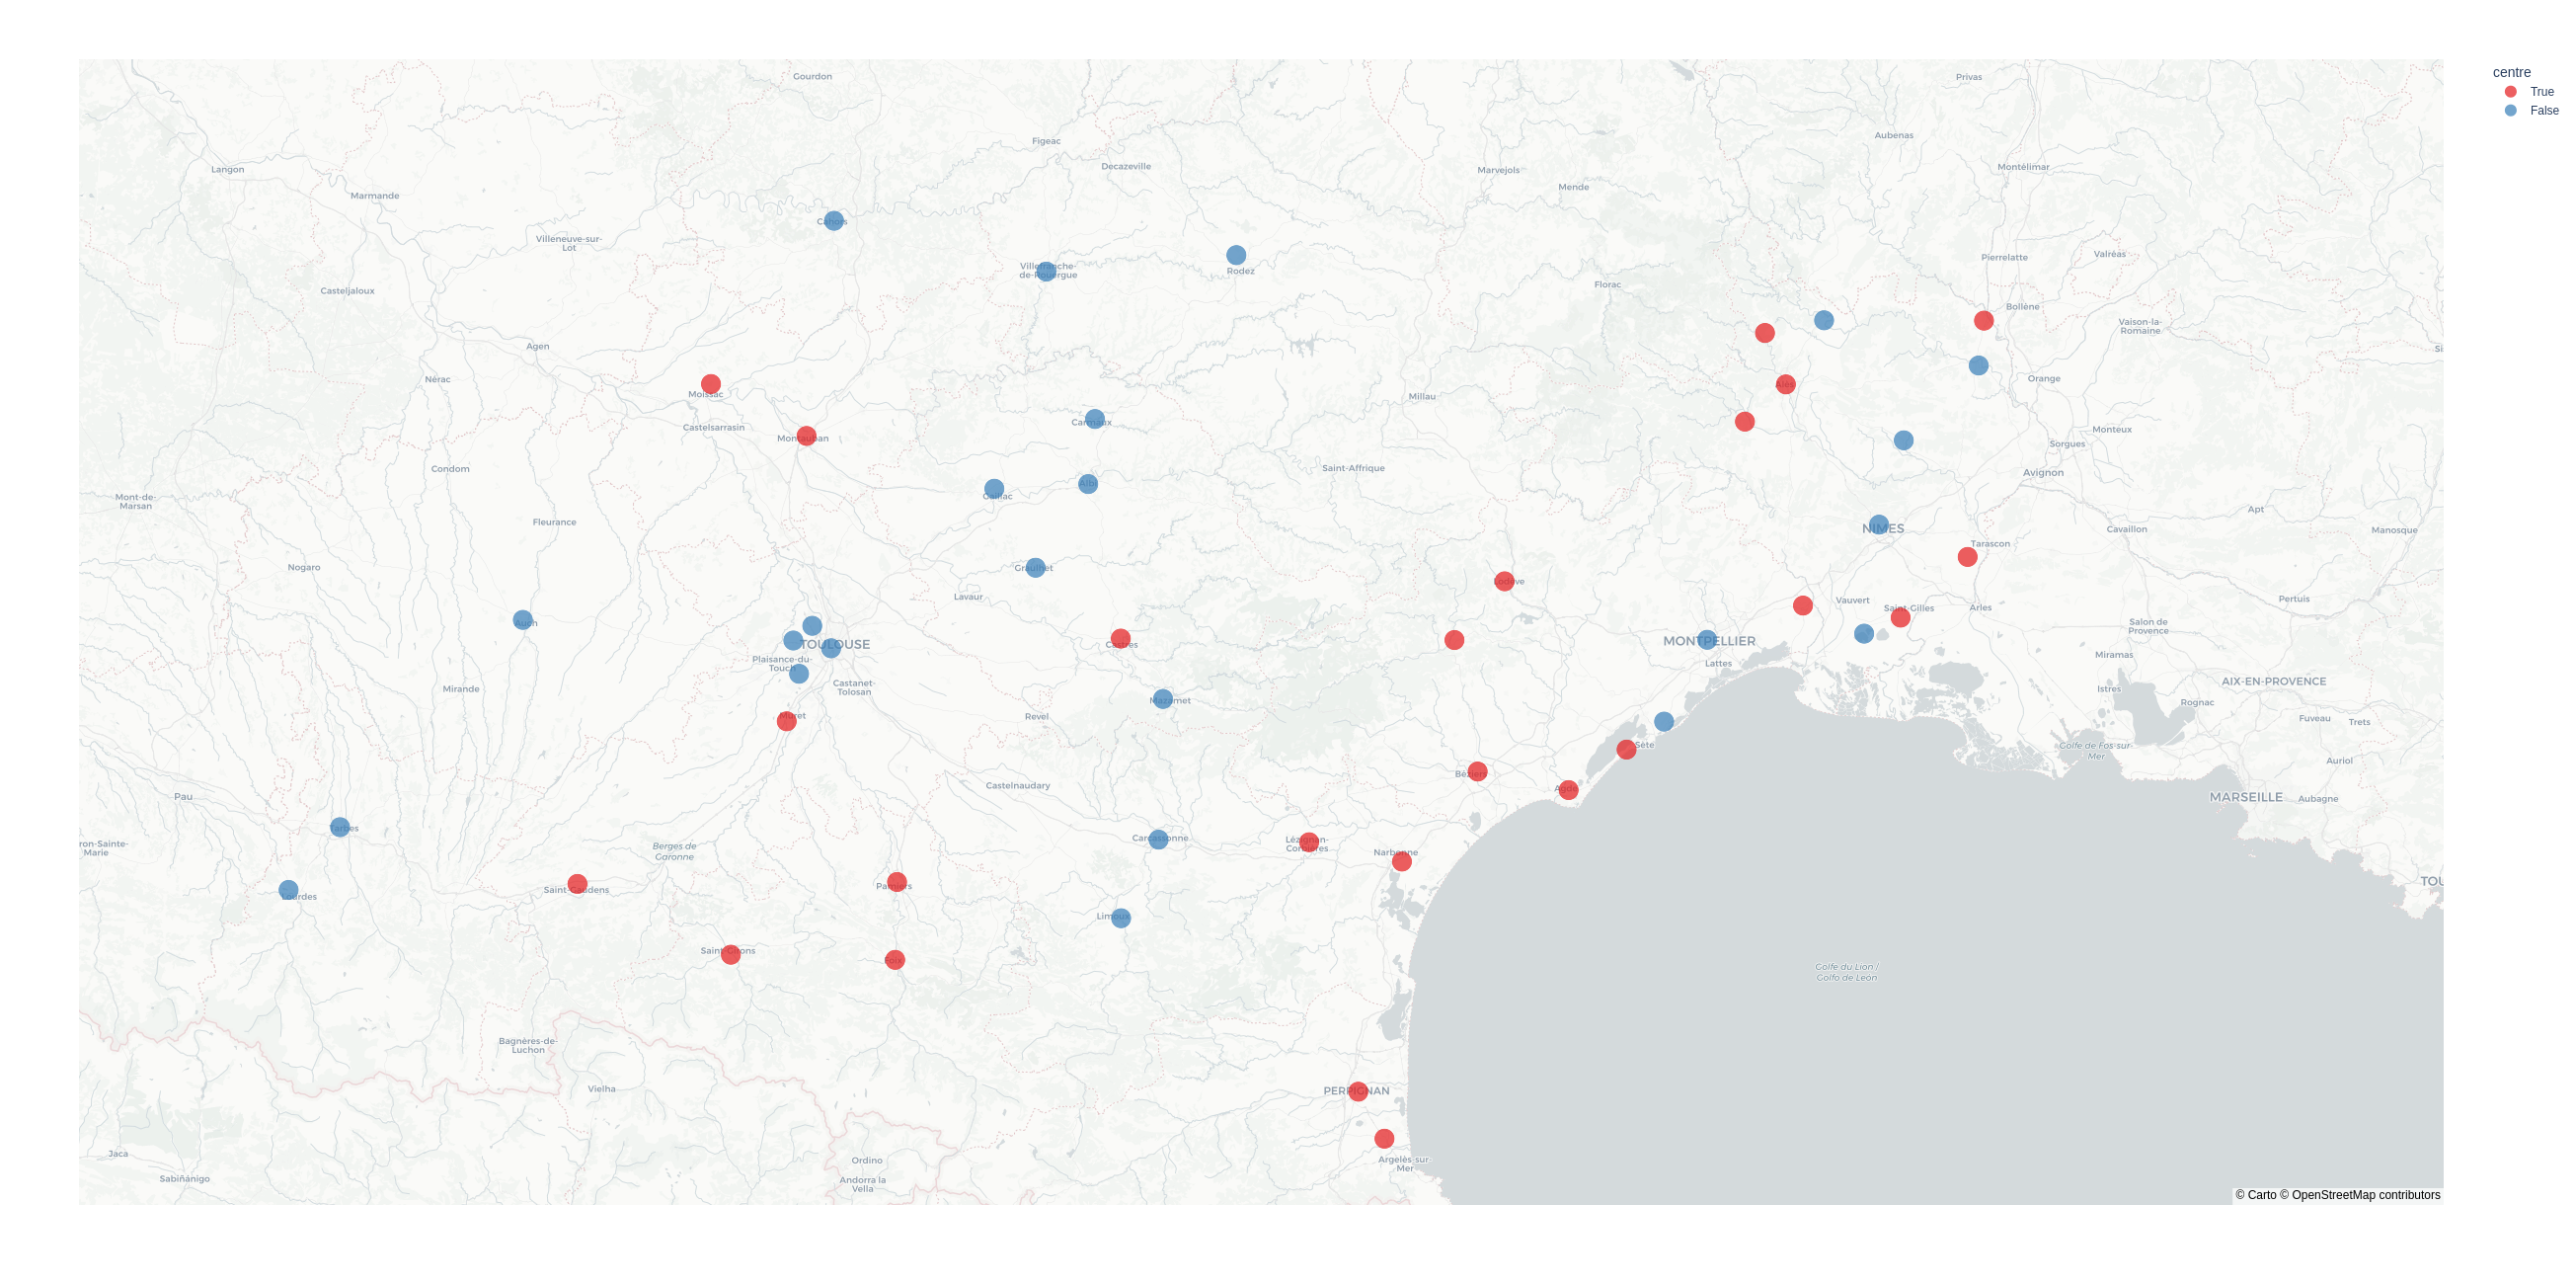 Gourdon
Privas
centre
True
False
Aubenas
Figeac
Decazeville
Langon
Marvejols
Montélimar
Mende
Marmande
Cahors
Villeneuve-sur-
Lot
Valréas
Pierrelatte
Villefranche-
de-Rouergue
Rodez
Florac
Casteljaloux
Bollène
Vaison-la-
Romaine
Agen
Si
Nérac
Orange
Alès
Moissac
Millau
Castelsarrasin
Carmaux
Monteux
Montauban
Sorgues
Condom
Saint-Affrique
Avignon
Albi
Gaillac
Mont-de-
Marsan
Apt
Fleurance
NIMES
Cavaillon
Manosque
Tarascon
Nogaro
Graulhet
Lodève
Lavaur
Vauvert
Saint-Gilles
Arles
Pertuis
Auch
Salon de
Provence
TOULOUSE
Castres
MONTPELLIER
Miramas
Plaisance-du-
Touch
Lattes
AIX-EN-PROVENCE
Castanet-
Tolosan
Mirande
Istres
Mazamet
Rognac
Muret
Revel
Fuveau
Trets
Sète
Golfe de Fos-sur-
Mer
Auriol
Béziers
Castelnaudary
Agde
Pau
MARSEILLE
Aubagne
Tarbes
Carcassonne
ron-Sainte-
Marie
Berges de
Garonne
Lézignan-
Corbières
Narbonne
TOU
Saint-Gaudens
Pamiers
Lourdes
Limoux
Saint-Girons
Foix
Golfe du Lion /
Golfo de León
Bagnères-de-
Luchon
Vielha
PERPIGNAN
Jaca
Ordino
Argelès-sur-
Mer
Sabiñánigo
Andorra la
Vella
© Carto © OpenStreetMap contributors